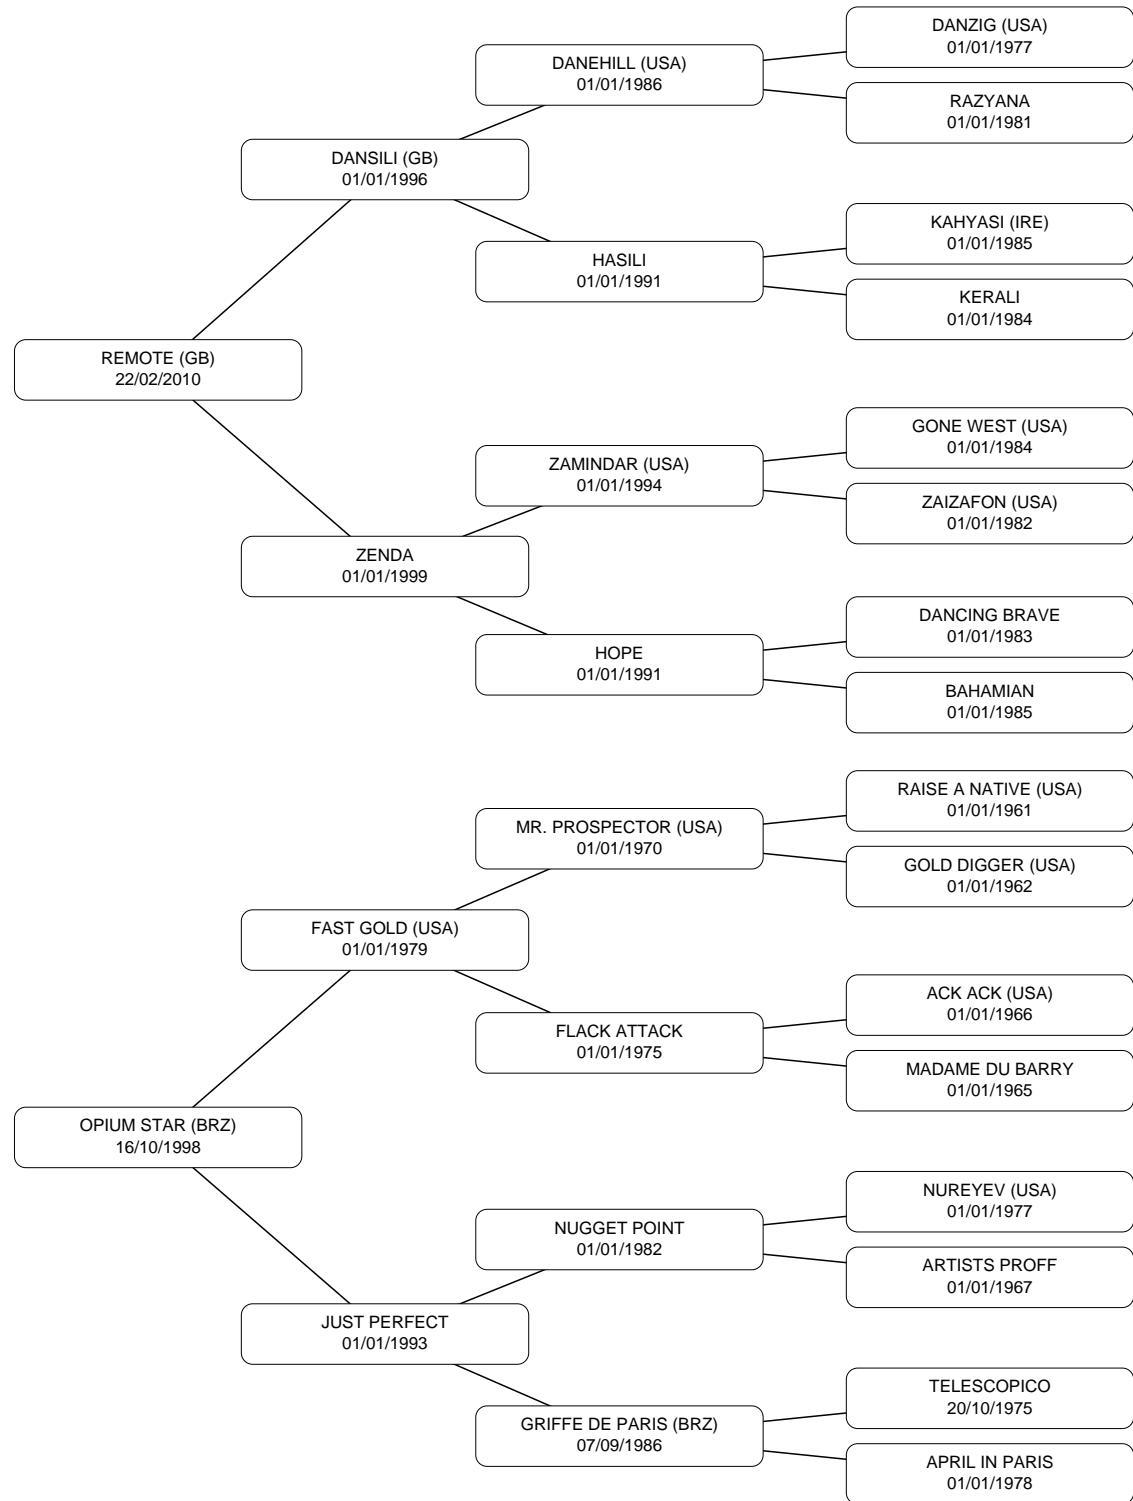 DANZIG (USA)
01/01/1977
DANEHILL (USA)
01/01/1986
RAZYANA
01/01/1981
DANSILI (GB)
01/01/1996
KAHYASI (IRE)
01/01/1985
HASILI
01/01/1991
KERALI
01/01/1984
REMOTE (GB)
22/02/2010
GONE WEST (USA)
01/01/1984
ZAMINDAR (USA)
01/01/1994
ZAIZAFON (USA)
01/01/1982
ZENDA
01/01/1999
DANCING BRAVE
01/01/1983
HOPE
01/01/1991
BAHAMIAN
01/01/1985
RAISE A NATIVE (USA)
01/01/1961
MR. PROSPECTOR (USA)
01/01/1970
GOLD DIGGER (USA)
01/01/1962
FAST GOLD (USA)
01/01/1979
ACK ACK (USA)
01/01/1966
FLACK ATTACK
01/01/1975
MADAME DU BARRY
01/01/1965
OPIUM STAR (BRZ)
16/10/1998
NUREYEV (USA)
01/01/1977
NUGGET POINT
01/01/1982
ARTISTS PROFF
01/01/1967
JUST PERFECT
01/01/1993
TELESCOPICO
20/10/1975
GRIFFE DE PARIS (BRZ)
07/09/1986
APRIL IN PARIS
01/01/1978